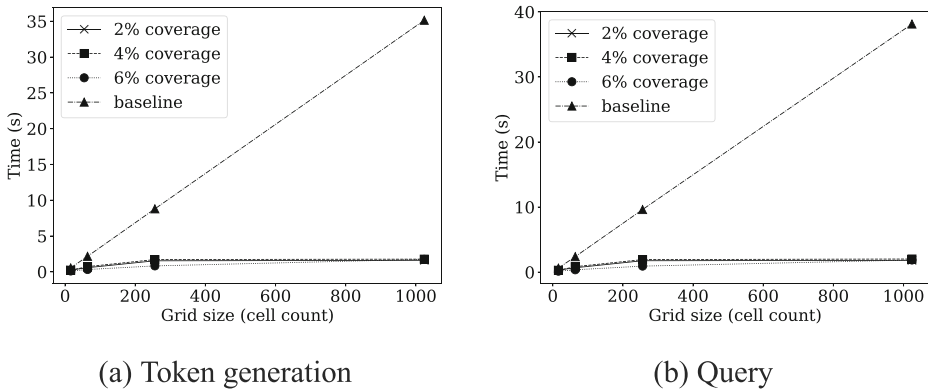 35
30
25
20
15
10
5
0
Time (s)
2% coverage
4% coverage
6% coverage
baseline
0 200 400 600 800 1000
Grid size (cell count)
(a) Token generation
40
30
20
10
0
Time (s)
2% coverage
4% coverage
6% coverage
baseline
0 200 400 600 800 1000
Grid size (cell count)
(b) Query